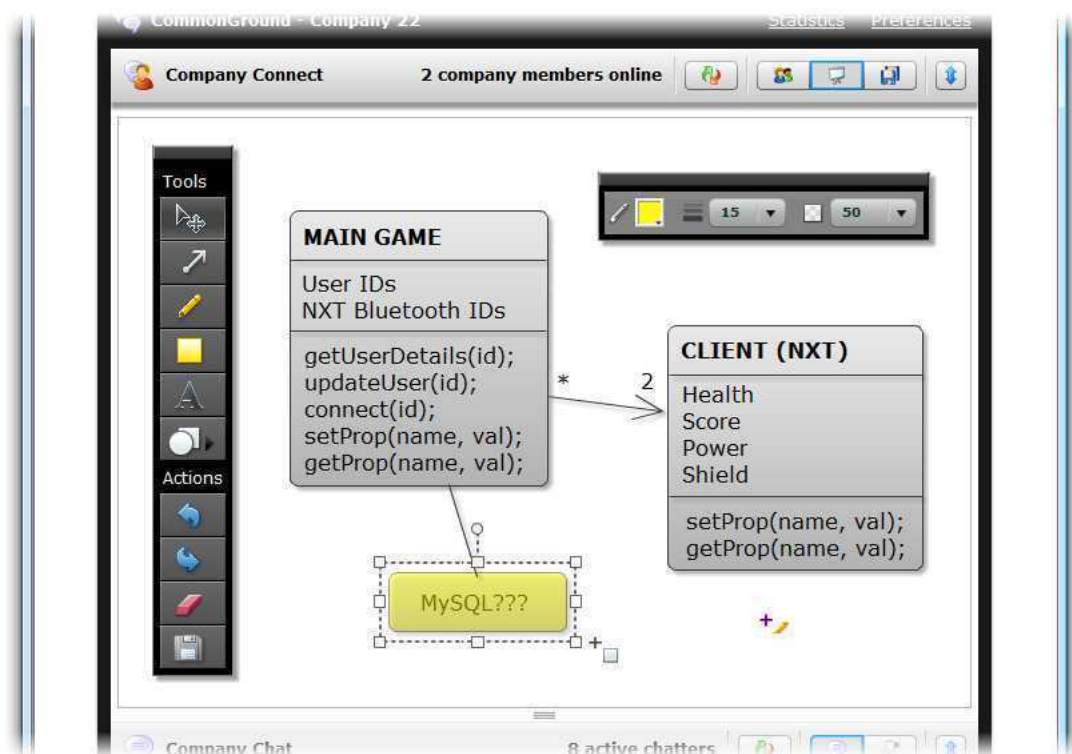 CommonGround - Company 22
Statistics Preferences
Company Connect
2 company members online
Tools
Actions
15
50
MAIN GAME
User IDs
NXT Bluetooth IDs
getUserDetails(id);
updateUser(id);
connect(id);
setProp(name, val);
getProp(name, val);
* 2
CLIENT (NXT)
Health
Score
Power
Shield
setProp(name, val);
getProp(name, val);
MySQL???
Company Chat
8 active chatters